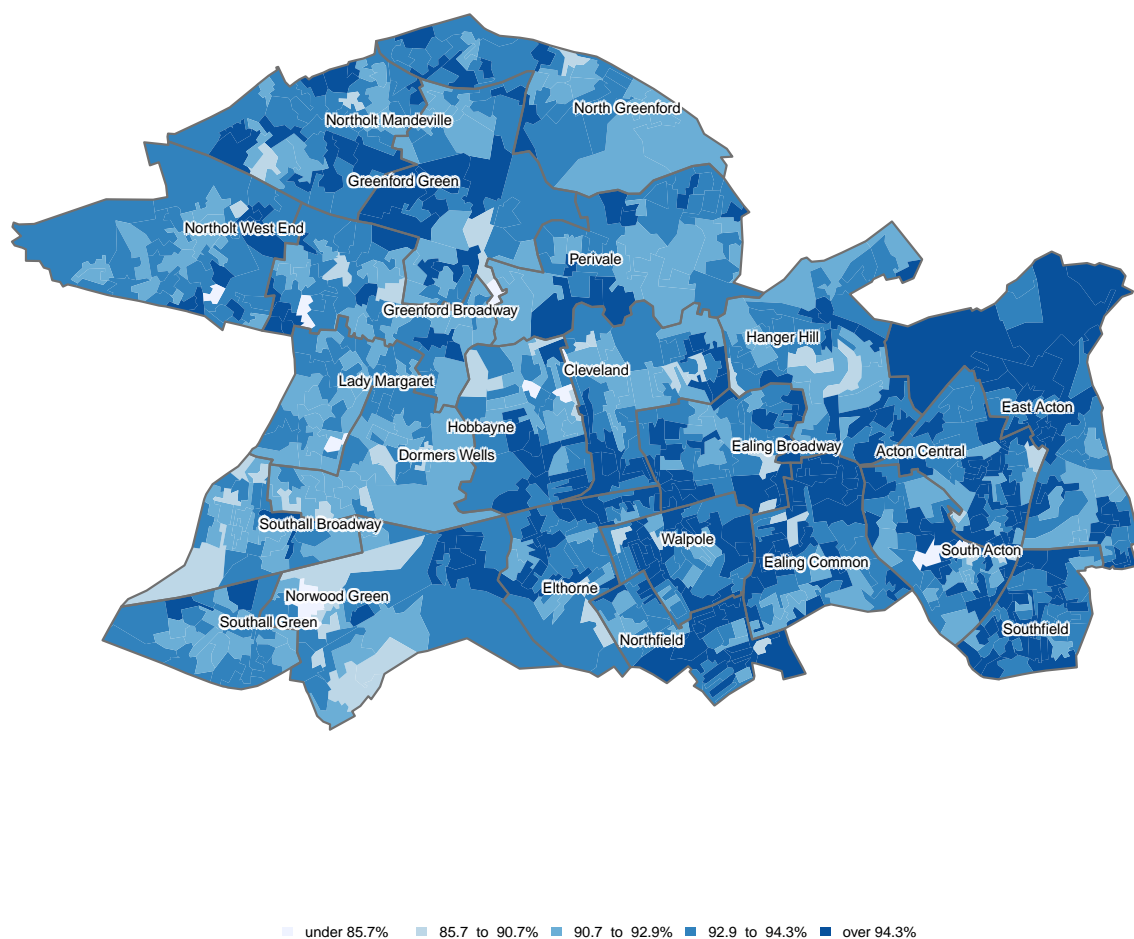 North Greenford
Northolt Mandeville
Greenford Green
Northolt West End
Perivale
Greenford Broadway
Hanger Hill
Cleveland
Lady Margaret
East Acton
Hobbayne
Ealing Broadway
Acton Central
Dormers Wells
Southall Broadway
Walpole
South Acton
Ealing Common
Elthorne
Norwood Green
Southall Green
Southfield
Northfield
under 85.7% 85.7 to 90.7% 90.7 to 92.9% 92.9 to 94.3% over 94.3%